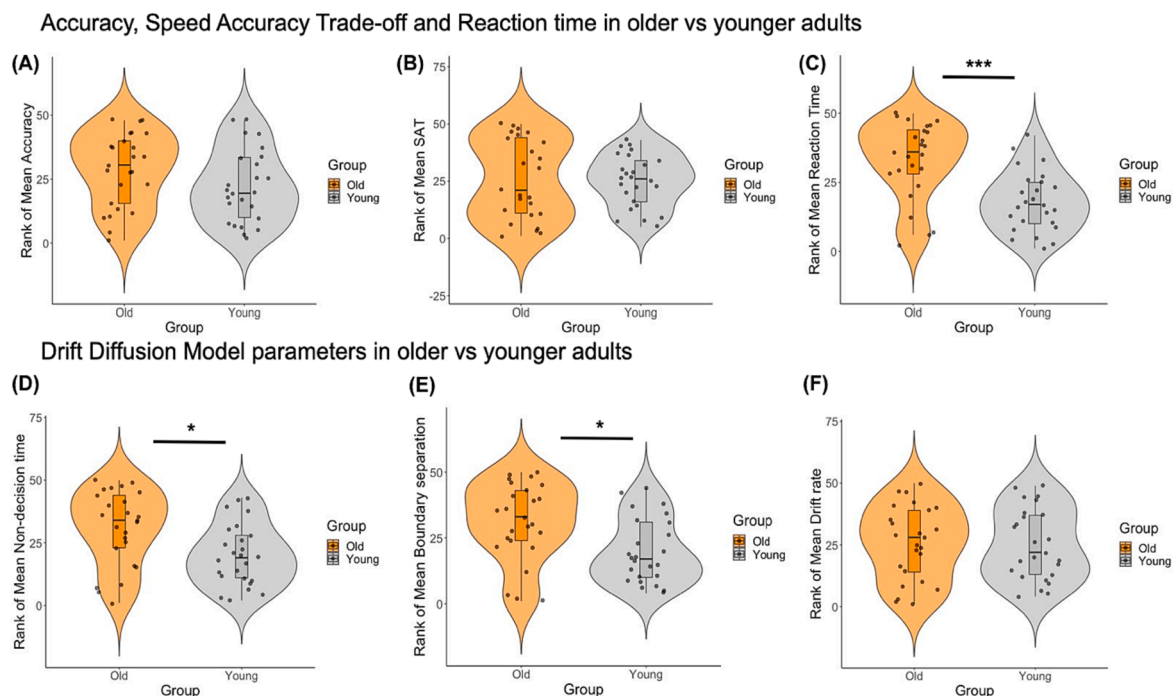 Accuracy, Speed Accuracy Trade-off and Reaction time in older vs younger adults
(A)
Rank of Mean Accuracy
50
25
0
Old
Young
Group
Group
Old
Young
(B)
Rank of Mean SAT
75
50
25
0
-25
Old
Young
Group
Group
Old
Young
(C)
***
Rank of Mean Reaction Time
50
25
0
Old
Young
Group
Group
Old
Young
Drift Diffusion Model parameters in older vs younger adults
(D)
*
Rank of Mean Non-decision time
75
50
25
0
Old
Young
Group
Group
Old
Young
(E)
*
Rank of Mean Boundary separation
50
25
0
Old
Young
Group
Group
Old
Young
(F)
Rank of Mean Drift rate
75
50
25
0
Old
Young
Group
Group
Old
Young